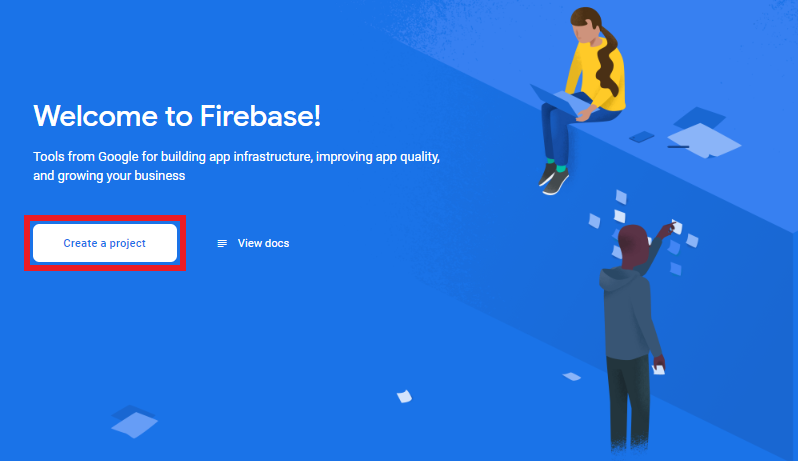 Welcome to Firebase!
Tools from Google for building app infrastructure, improving app quality,
and growing your business
Create a project
View docs